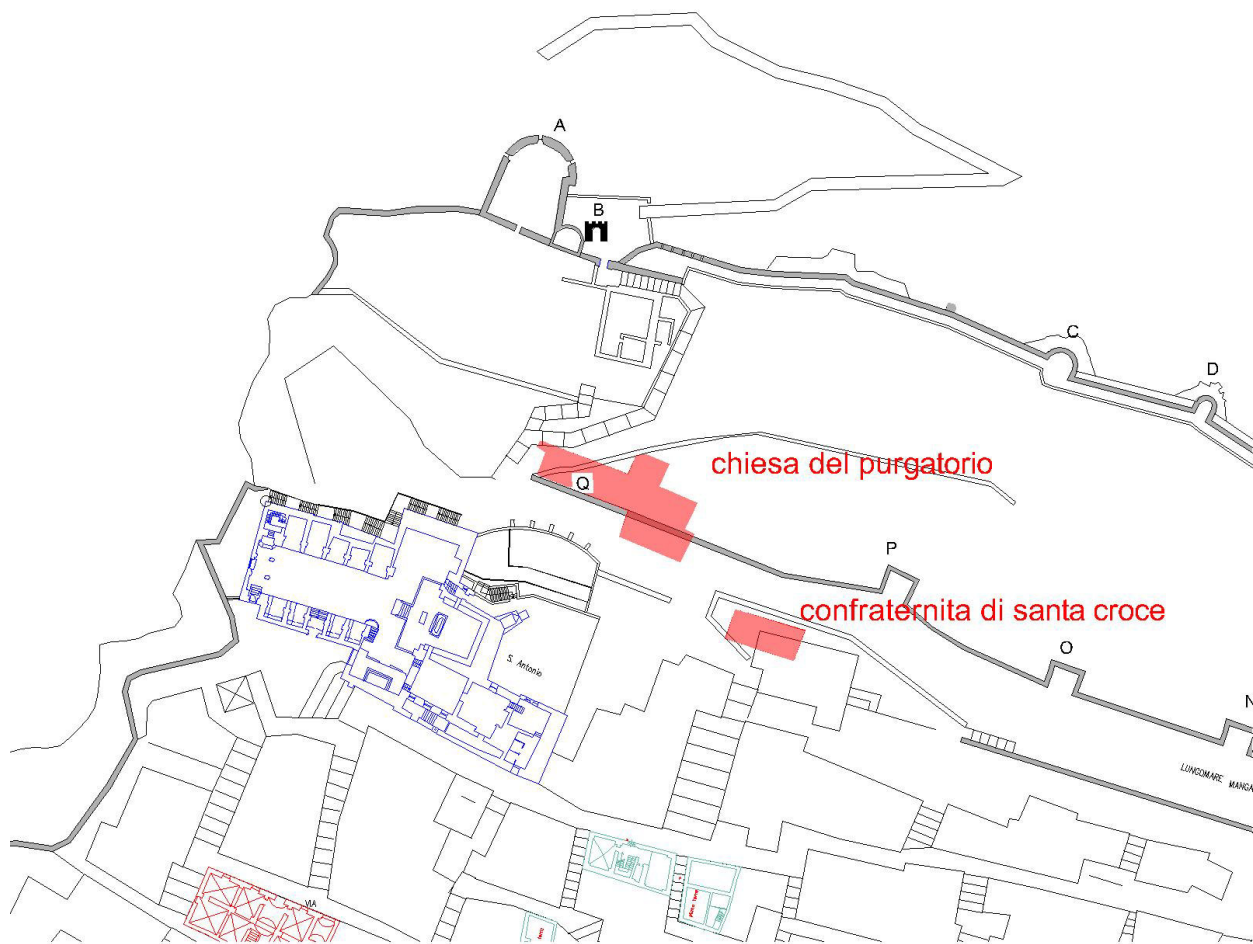 A
B
C
D
chiesa del purgatorio
Q
P
confraternita di santa croce
O
S. Antonio
N
LUNGOMARE MANGA
VIA